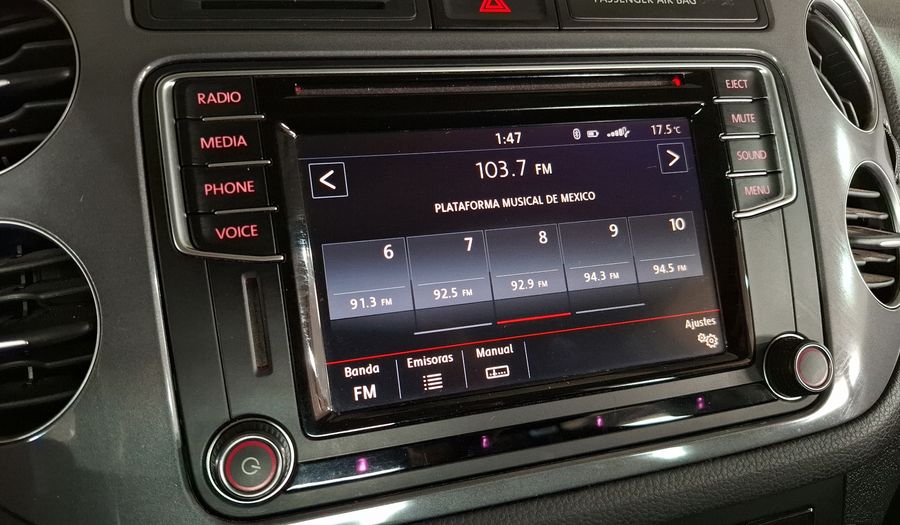 PASSENGER AIR BAG
RADIO
MEDIA
PHONE
VOICE
EJECT
MUTE
SOUND
MENU
1:47
17.5°C
103.7 FM
PLATAFORMA MUSICAL DE MEXICO
6
7
8
9
10
91.3 FM
92.5 FM
92.9 FM
94.3 FM
94.5 FM
Banda
FM
Emisoras
Manual
Ajustes